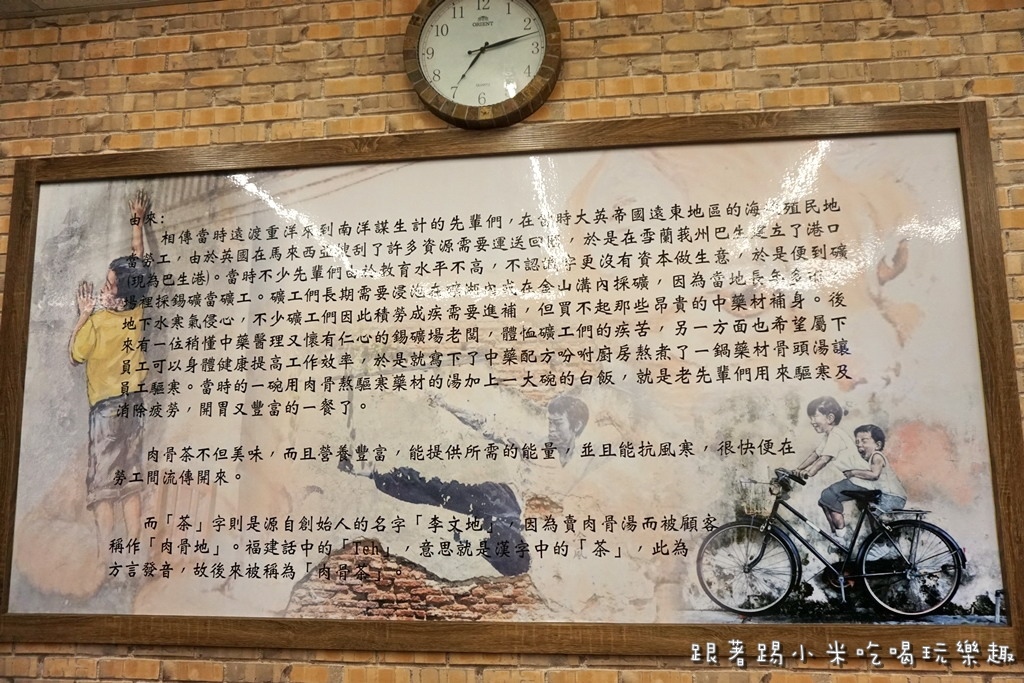 12
1
2
3
6
7
8
9
10
11
ORIENT
QUARTZ
由來:
相傳當時遠渡重洋來到南洋謀生計的先輩們,在當時大英帝國遠東地區的海峽殖民地
當勞工,由於英國在馬來西亞搜刮了許多資源需要運送回國,於是在雪蘭莪州巴生建立了港口
(現為巴生港)。當時不少先輩們由於教育水平不高,不認識字更沒有資本做生意,於是便到礦
場裡採錫礦當礦工。礦工們長期需要浸泡在礦湖內或在金山溝內採礦,因為當地長年多雨
地下水寒氣侵心,不少礦工們因此積勞成疾需要進補,但買不起那些昂貴的中藥材補身。後
來有一位稍懂中藥醫理又懷有仁心的錫礦場老闆,體恤礦工們的疾苦,另一方面也希望屬下
員工可以身體健康提高工作效率,於是就寫下了中藥配方吩咐廚房熬煮了一鍋藥材骨頭湯讓
員工驅寒。當時的一碗用肉骨熬驅寒藥材的湯加上一大碗的白飯,就是老先輩們用來驅寒及
消除疲勞,開胃又豐富的一餐了。
肉骨茶不但美味,而且營養豐富,能提供所需的能量,並且能抗風寒,很快便在
勞工間流傳開來。
而「茶」字則是源自創始人的名字「李文地」,因為賣肉骨湯而被顧客
稱作「肉骨地」。福建話中的「Teh」,意思就是漢字中的「茶」,此為
方言發音,故後來被稱為「肉骨茶」。
跟著踢小米吃喝玩樂趣